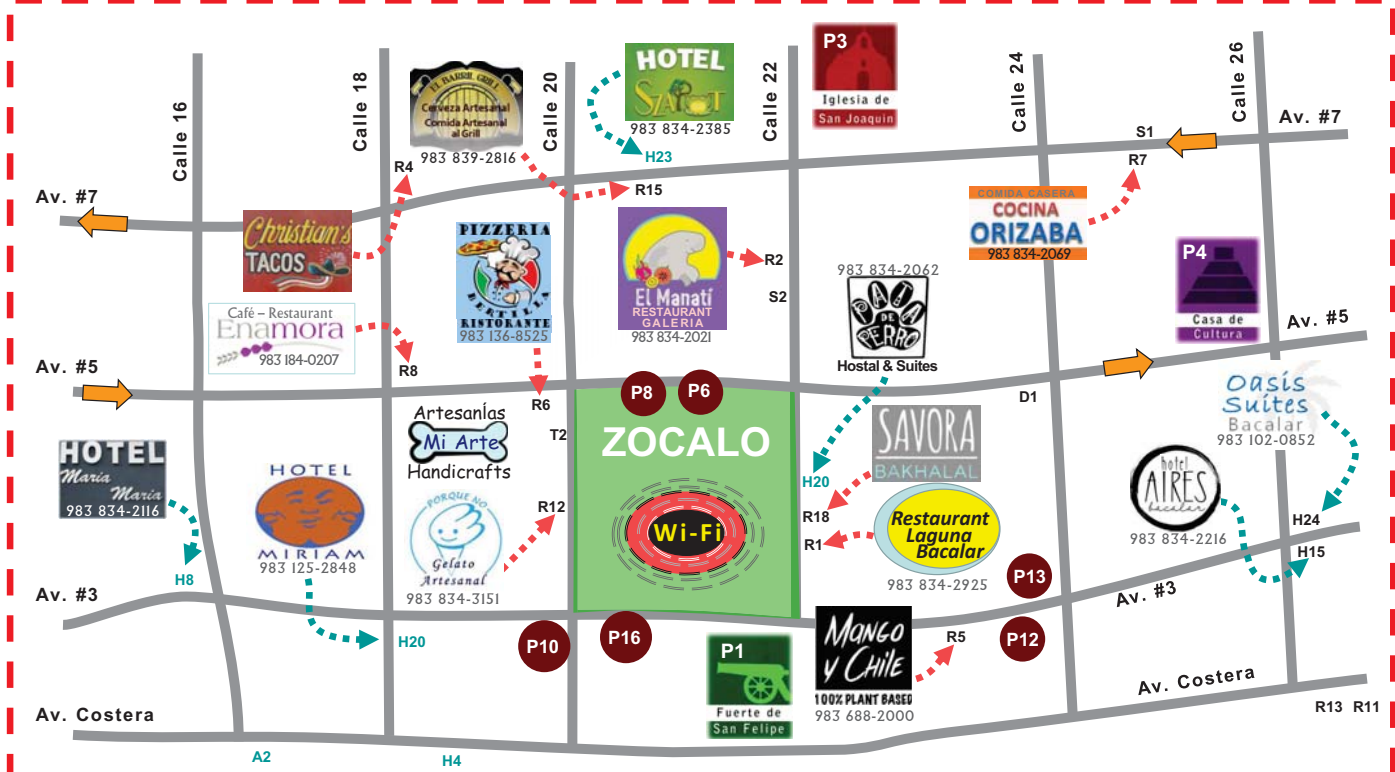 Calle 16
Calle 18
Calle 20
Calle 22
Calle 24
Calle 26
EL BARRIL GRILL
Cerveza Artesanal
Comida Artesanal
al Grill
983 839-2816
HOTEL
SZAPOT
983 834-2385
H23
P3
Iglesia de
San Joaquin
S1
Av. #7
R4
R15
R7
COMIDA CASERA
COCINA
ORIZABA
983 834-2069
Av. #7
Christian's
TACOS
PIZZERIA
BERTILLA
RISTORANTE
983 136-8525
El Manatí
RESTAURANT
GALERIA
983 834-2021
R2
S2
983 834-2062
PATA
DE
PERRO
Hostal & Suites
P4
Casa de
Cultura
Café – Restaurant
Enamora
983 184-0207
R8
Av. #5
Av. #5
R6
P8
P6
D1
Artesanías
Mi Arte
Handicrafts
T2
ZOCALO
Wi-Fi
SAVORA
BAKHALAL
Oasis
Suites
Bacalar
983 102-0852
HOTEL
Maria
Maria
983 834-2116
H8
HOTEL
MIRIAM
983 125-2848
H20
PORQUE NO
Gelato
Artesanal
983 834-3151
R12
H20
R18
R1
Restaurant
Laguna
Bacalar
983 834-2925
hotel
AIRES
bacalar
983 834-2216
H24
H15
P13
Av. #3
Av. #3
P10
P16
P1
Fuerte de
San Felipe
MANGO
Y CHILE
100% PLANT BASED
983 688-2000
R5
P12
Av. Costera
Av. Costera
R13 R11
A2
H4